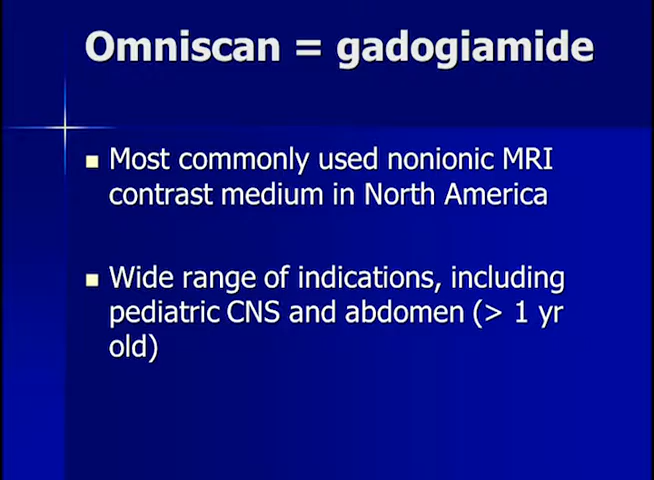 Omniscan = gadogiamide
Most commonly used nonionic MRI
contrast medium in North America
Wide range of indications, including
pediatric CNS and abdomen (> 1 yr
old)